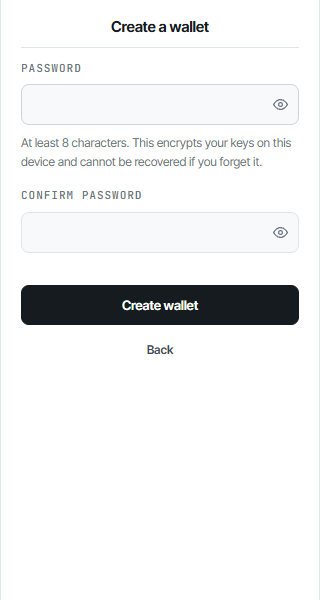 Create a wallet
PASSWORD
At least 8 characters. This encrypts your keys on this
device and cannot be recovered if you forget it.
CONFIRM PASSWORD
Create wallet
Back